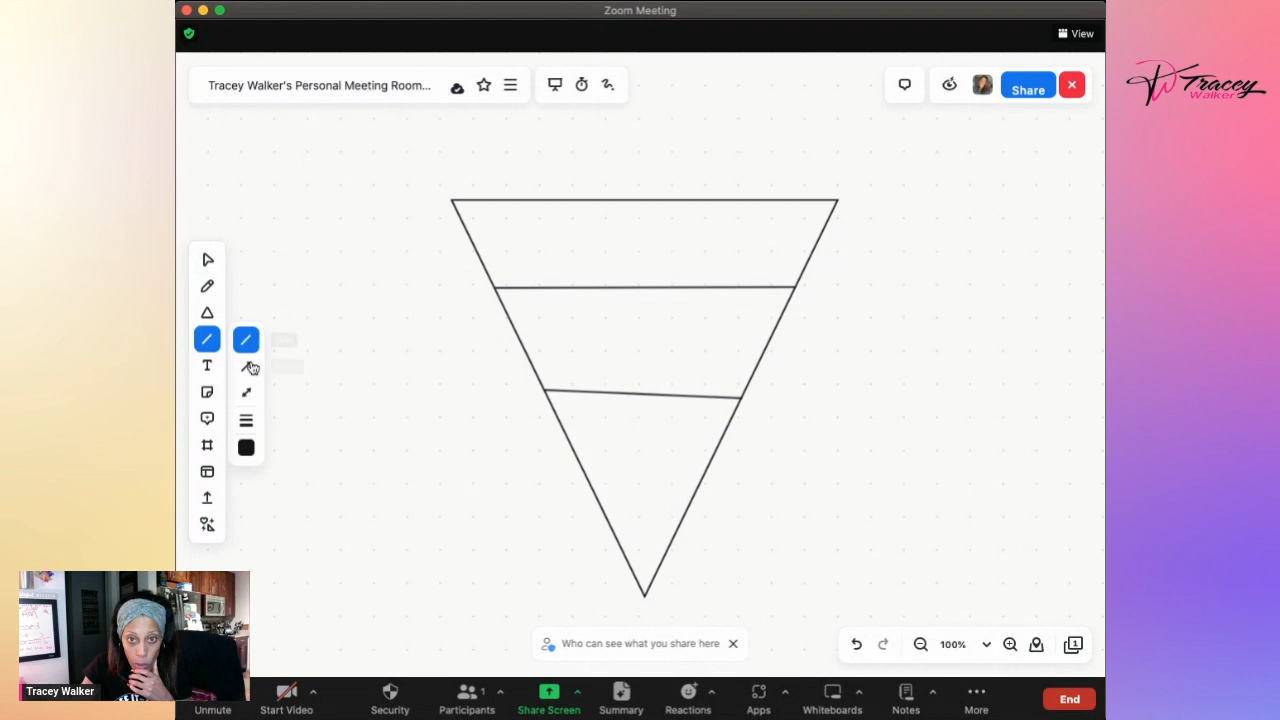 Zoom Meeting
View
Tracey Walker's Personal Meeting Room...
Share
Tracey
Walker
T
Who can see what you share here
100%
1
Tracey Walker
Unmute
Start Video
Security
Participants
1
Share Screen
Summary
Reactions
Apps
Whiteboards
Notes
More
End